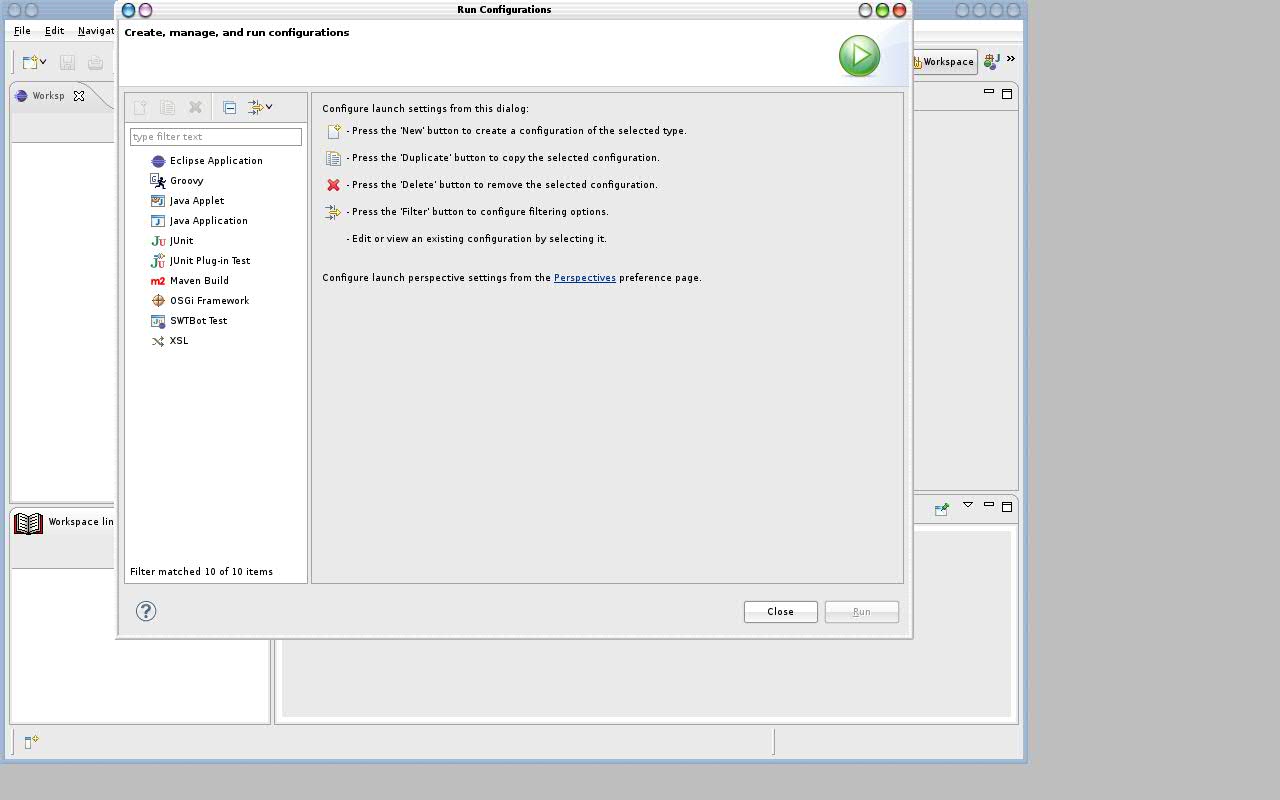 Run Configurations
File Edit Navigat
Create, manage, and run configurations
Workspace
»
Worksp
type filter text
Eclipse Application
Groovy
Java Applet
Java Application
JUnit
JUnit Plug-in Test
Maven Build
OSGi Framework
SWTBot Test
XSL
Filter matched 10 of 10 items
Configure launch settings from this dialog:
- Press the 'New' button to create a configuration of the selected type.
- Press the 'Duplicate' button to copy the selected configuration.
- Press the 'Delete' button to remove the selected configuration.
- Press the 'Filter' button to configure filtering options.
- Edit or view an existing configuration by selecting it.
Configure launch perspective settings from the Perspectives preference page.
Workspace lin
?
Close
Run